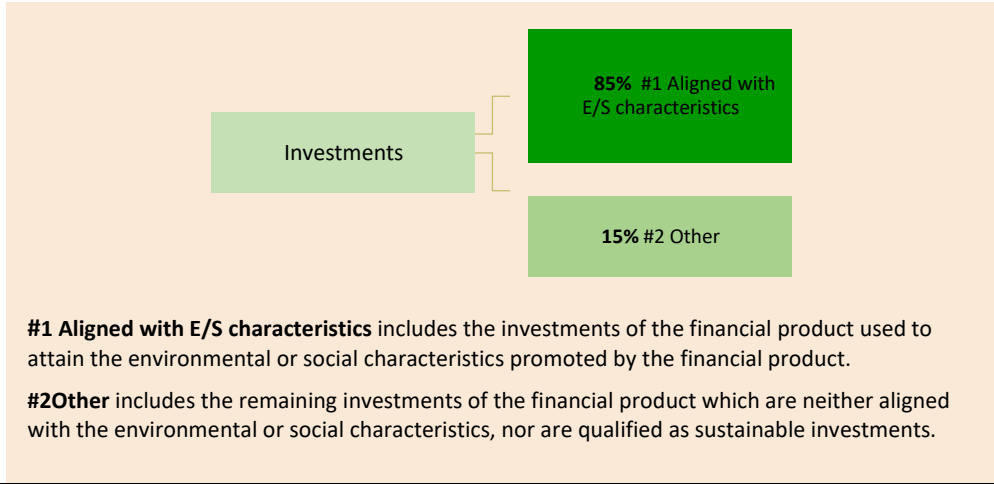 85% #1 Aligned with
E/S characteristics
Investments
15% #2 Other
#1 Aligned with E/S characteristics includes the investments of the financial product used to
attain the environmental or social characteristics promoted by the financial product.
#2Other includes the remaining investments of the financial product which are neither aligned
with the environmental or social characteristics, nor are qualified as sustainable investments.